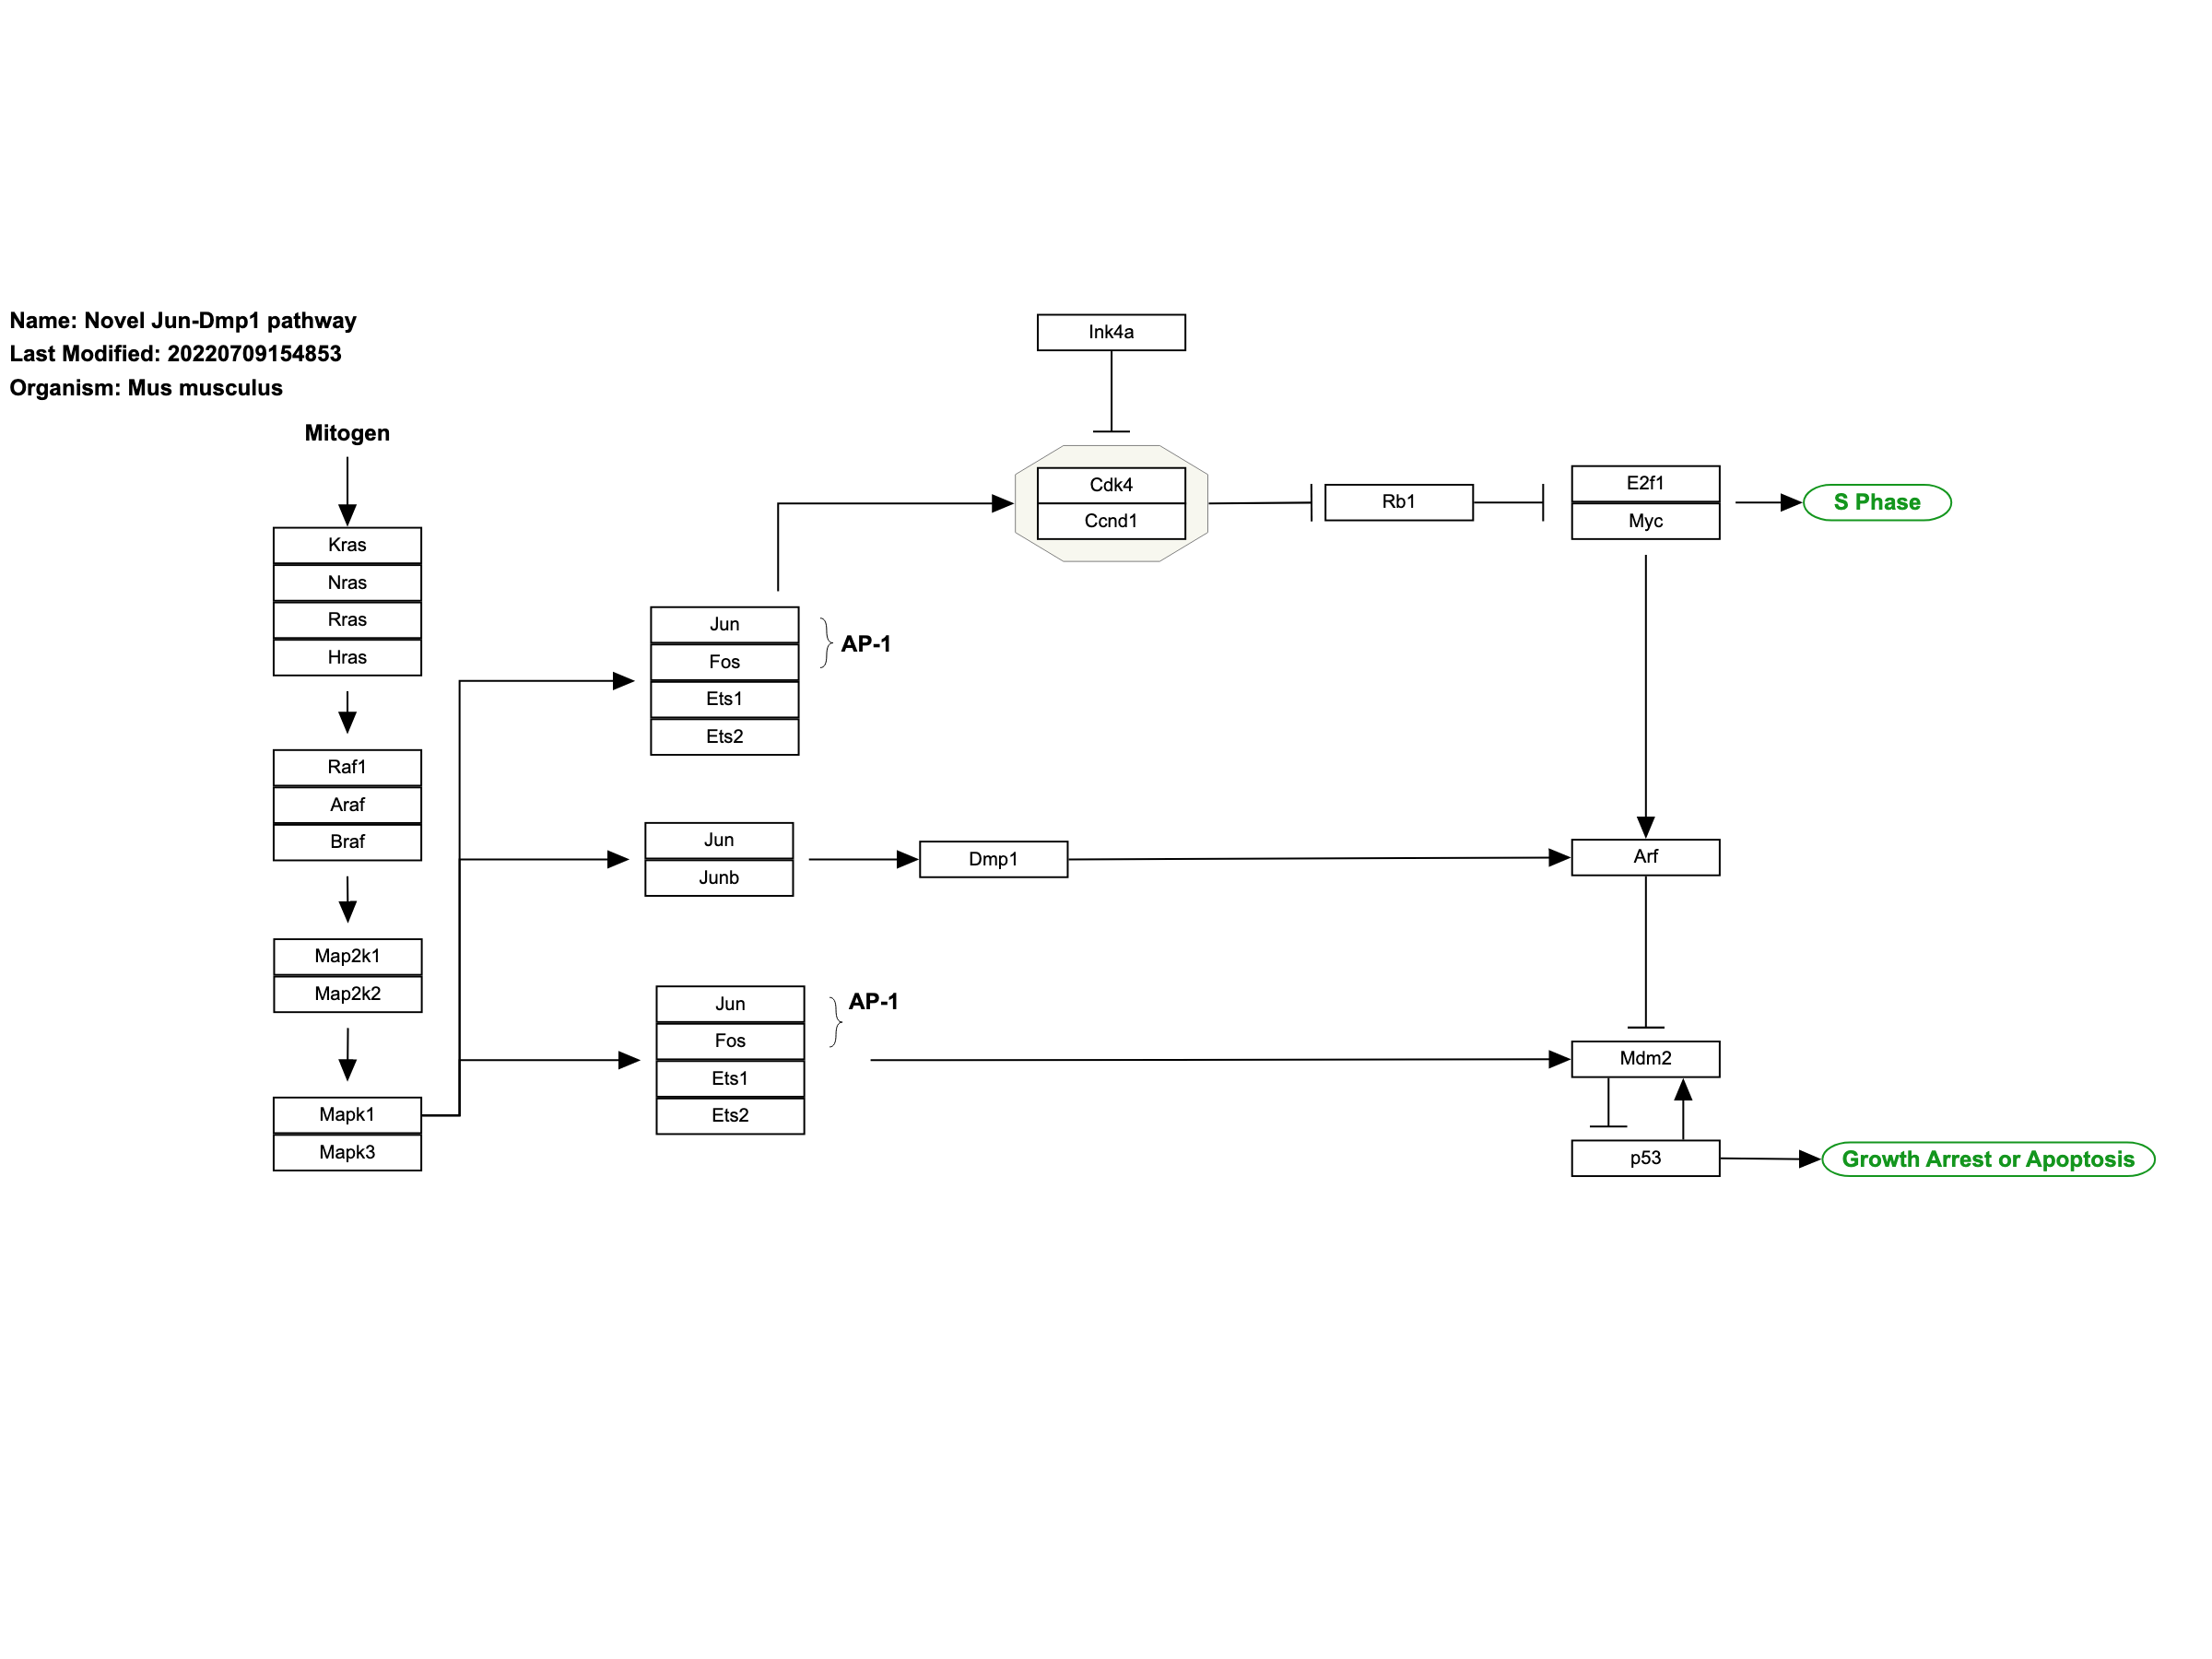 Name: Novel Jun-Dmp1 pathway
Last Modified: 20220709154853
Organism: Mus musculus
Mitogen
Kras
Nras
Rras
Hras
Raf1
Araf
Braf
Map2k1
Map2k2
Mapk1
Mapk3
Jun
Fos
Ets1
Ets2
AP-1
Jun
Junb
Jun
Fos
Ets1
Ets2
AP-1
Dmp1
Ink4a
Cdk4
Ccnd1
Rb1
E2f1
Myc
S Phase
Arf
Mdm2
p53
Growth Arrest or Apoptosis